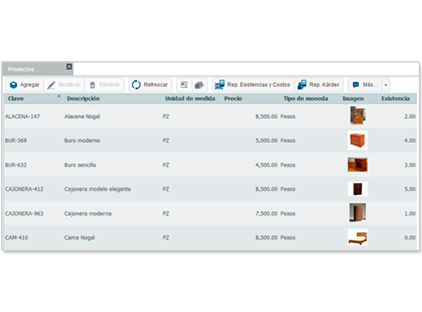 Productos
Agregar Modificar Eliminar Refrescar Rep. Existencias y Costos Rep. Kárdex Más...
Clave Descripción Unidad de medida Precio Tipo de moneda Imagen Existencia
ALACENA-147 Alacena Nogal PZ 8,500.00 Pesos 2.00
BUR-369 Buro moderno PZ 5,000.00 Pesos 4.00
BUR-632 Buro sencillo PZ 4,500.00 Pesos 3.00
CAJONERA-412 Cajonera modelo elegante PZ 8,500.00 Pesos 5.00
CAJONERA-963 Cajonera moderna PZ 7,500.00 Pesos 1.00
CAM-410 Cama Nogal PZ 8,500.00 Pesos 0.00